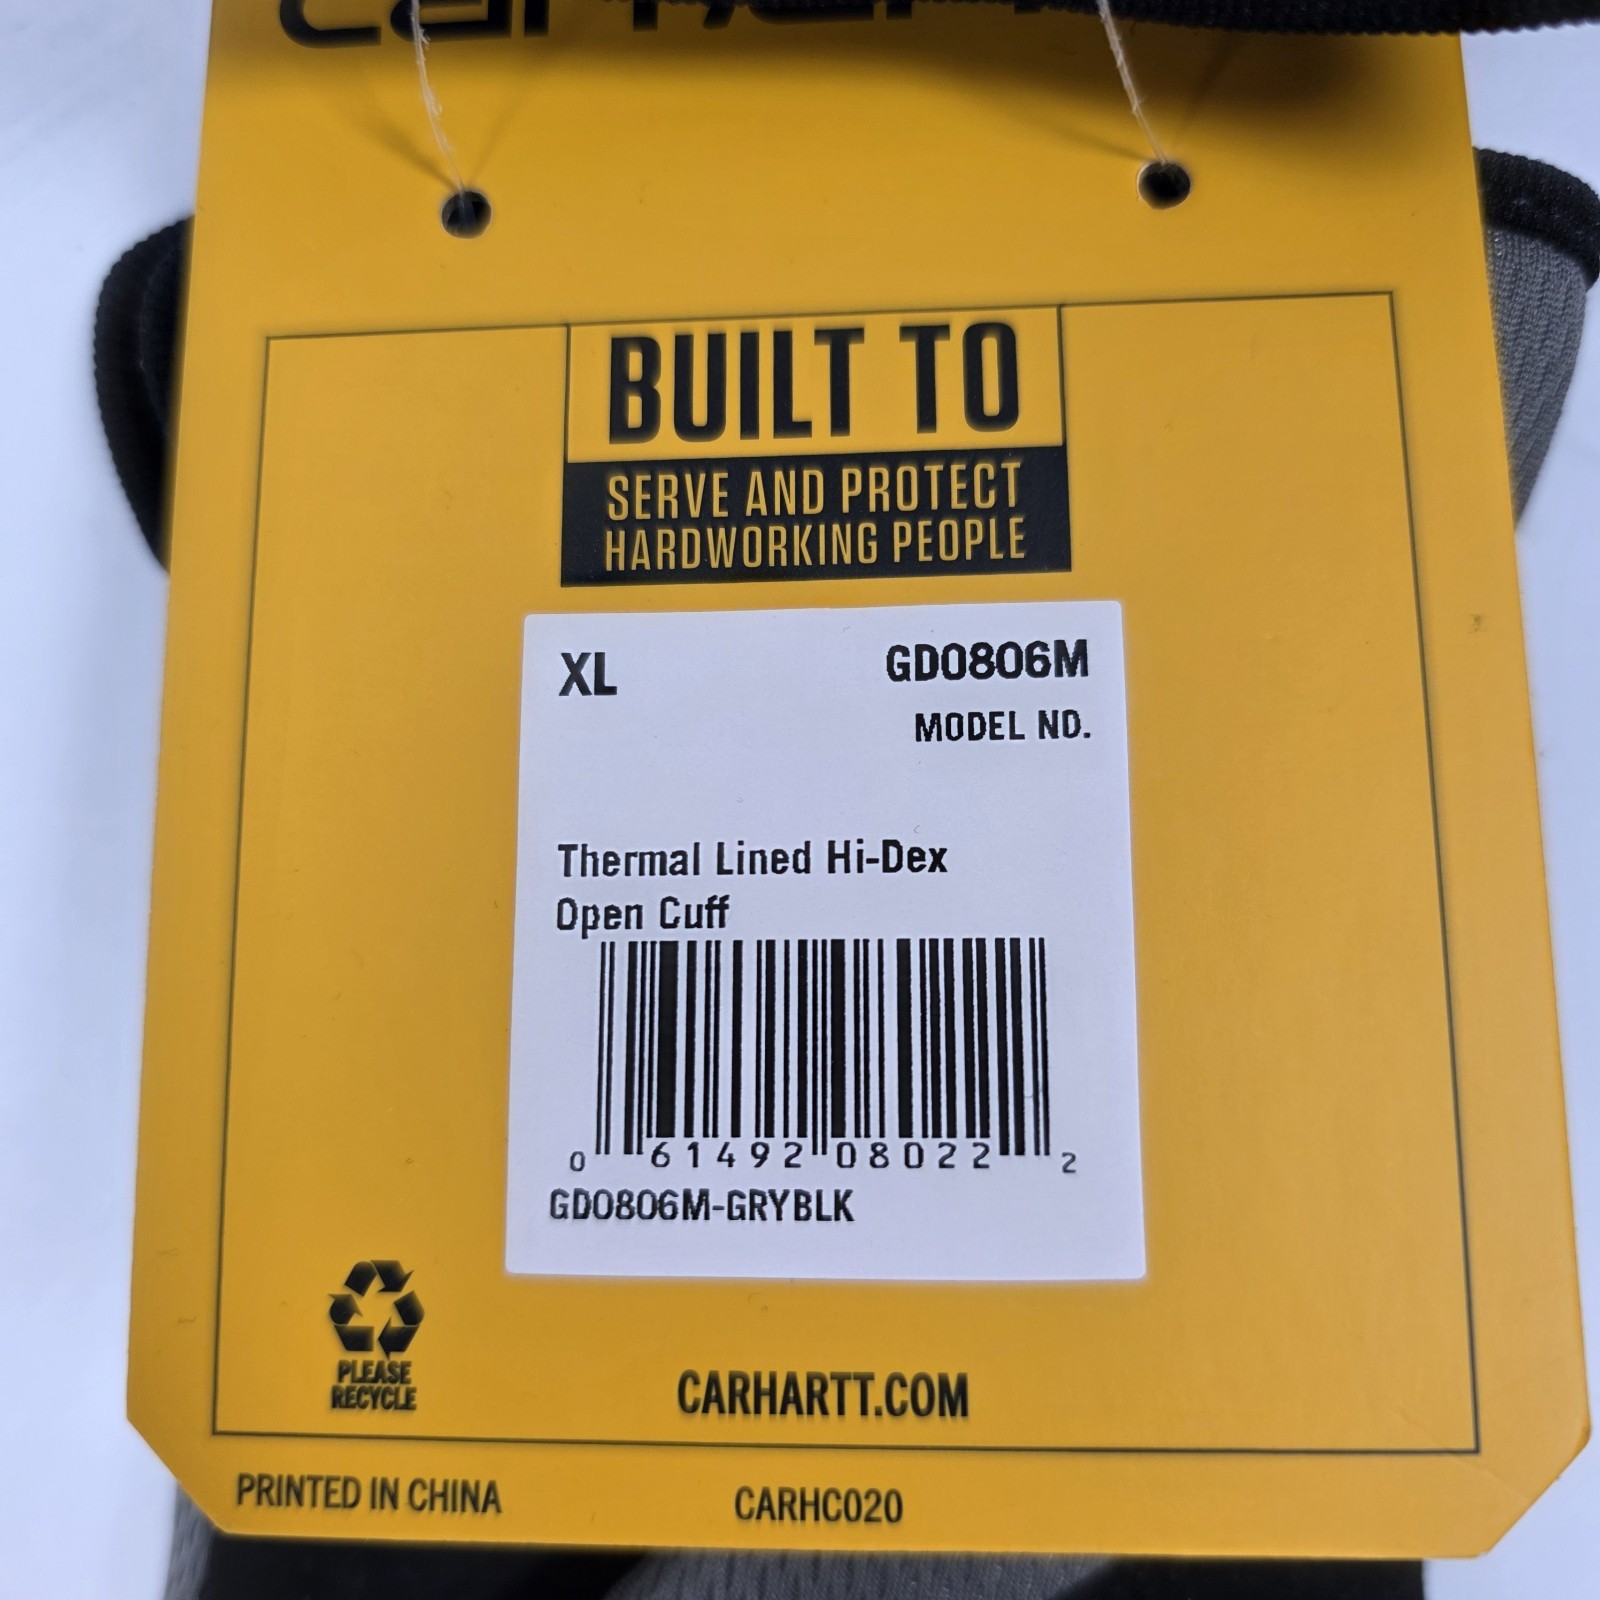 carhartt
BUILT TO
SERVE AND PROTECT
HARDWORKING PEOPLE
XL
GD0806M
MODEL NO.
Thermal Lined Hi-Dex
Open Cuff
0 61492 08022 2
GD0806M-GRYBLK
PLEASE
RECYCLE
CARHARTT.COM
PRINTED IN CHINA
CARHC020